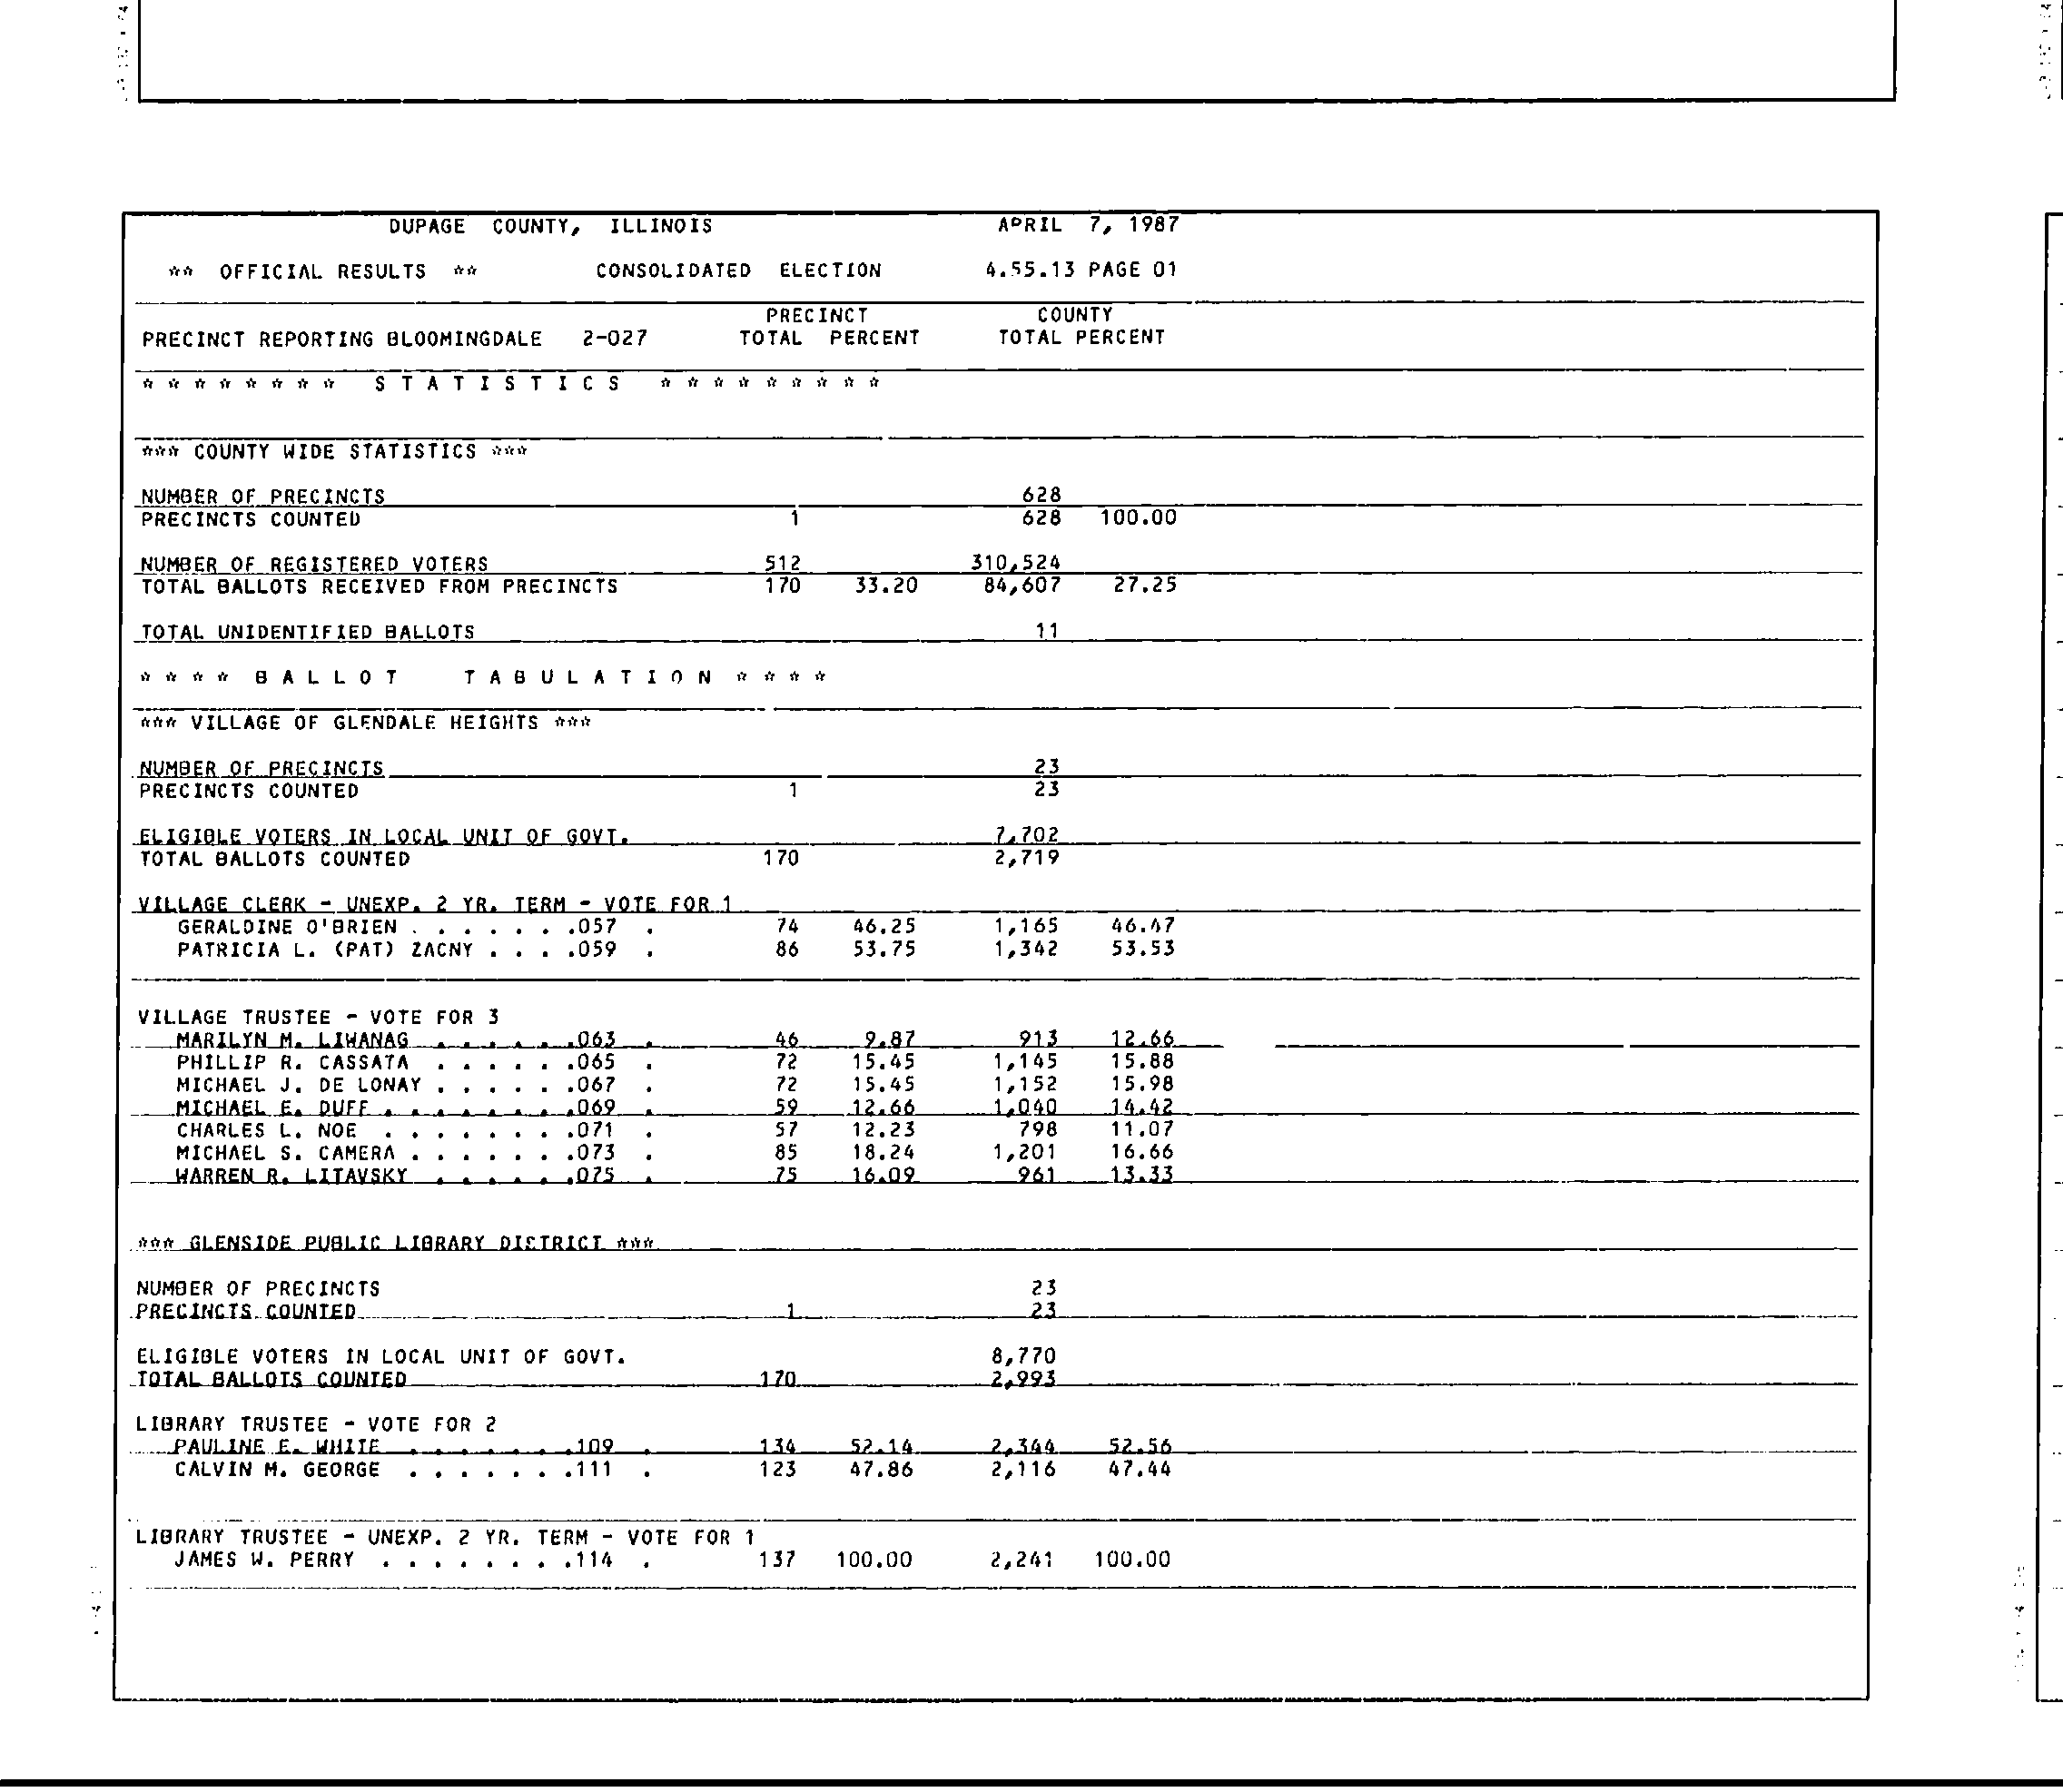 DUPAGE COUNTY, ILLINOIS APRIL 7, 1987
** OFFICIAL RESULTS ** CONSOLIDATED ELECTION 4.55.13 PAGE 01
PRECINCT COUNTY
PRECINCT REPORTING BLOOMINGDALE 2-027 TOTAL PERCENT TOTAL PERCENT
* * * * * * * * S T A T I S T I C S * * * * * * * * *
*** COUNTY WIDE STATISTICS ***
NUMBER OF PRECINCTS 628
PRECINCTS COUNTED 1 628 100.00
NUMBER OF REGISTERED VOTERS 512 310,524
TOTAL BALLOTS RECEIVED FROM PRECINCTS 170 33.20 84,607 27.25
TOTAL UNIDENTIFIED BALLOTS 11
* * * * B A L L O T T A B U L A T I O N * * * *
*** VILLAGE OF GLENDALE HEIGHTS ***
NUMBER OF PRECINCTS 23
PRECINCTS COUNTED 1 23
ELIGIBLE VOTERS IN LOCAL UNIT OF GOVT. 7,702
TOTAL BALLOTS COUNTED 170 2,719
VILLAGE CLERK - UNEXP. 2 YR. TERM - VOTE FOR 1
GERALDINE O'BRIEN . . . . . . .057 . 74 46.25 1,165 46.47
PATRICIA L. (PAT) ZACNY . . . .059 . 86 53.75 1,342 53.53
VILLAGE TRUSTEE - VOTE FOR 3
MARILYN M. LIWANAG . . . . . .063 . 46 9.87 913 12.66
PHILLIP R. CASSATA . . . . . .065 . 72 15.45 1,145 15.88
MICHAEL J. DE LONAY . . . . . .067 . 72 15.45 1,152 15.98
MICHAEL E. DUFF . . . . . . . .069 . 59 12.66 1,040 14.42
CHARLES L. NOE . . . . . . . .071 . 57 12.23 798 11.07
MICHAEL S. CAMERA . . . . . . .073 . 85 18.24 1,201 16.66
WARREN R. LITAVSKY . . . . . .075 . 75 16.09 961 13.33
*** GLENSIDE PUBLIC LIBRARY DISTRICT ***
NUMBER OF PRECINCTS 23
PRECINCTS COUNTED 1 23
ELIGIBLE VOTERS IN LOCAL UNIT OF GOVT. 8,770
TOTAL BALLOTS COUNTED 170 2,993
LIBRARY TRUSTEE - VOTE FOR 2
PAULINE E. WHITE . . . . . . .109 . 134 52.14 2,344 52.56
CALVIN M. GEORGE . . . . . . .111 . 123 47.86 2,116 47.44
LIBRARY TRUSTEE - UNEXP. 2 YR. TERM - VOTE FOR 1
JAMES W. PERRY . . . . . . . .114 . 137 100.00 2,241 100.00